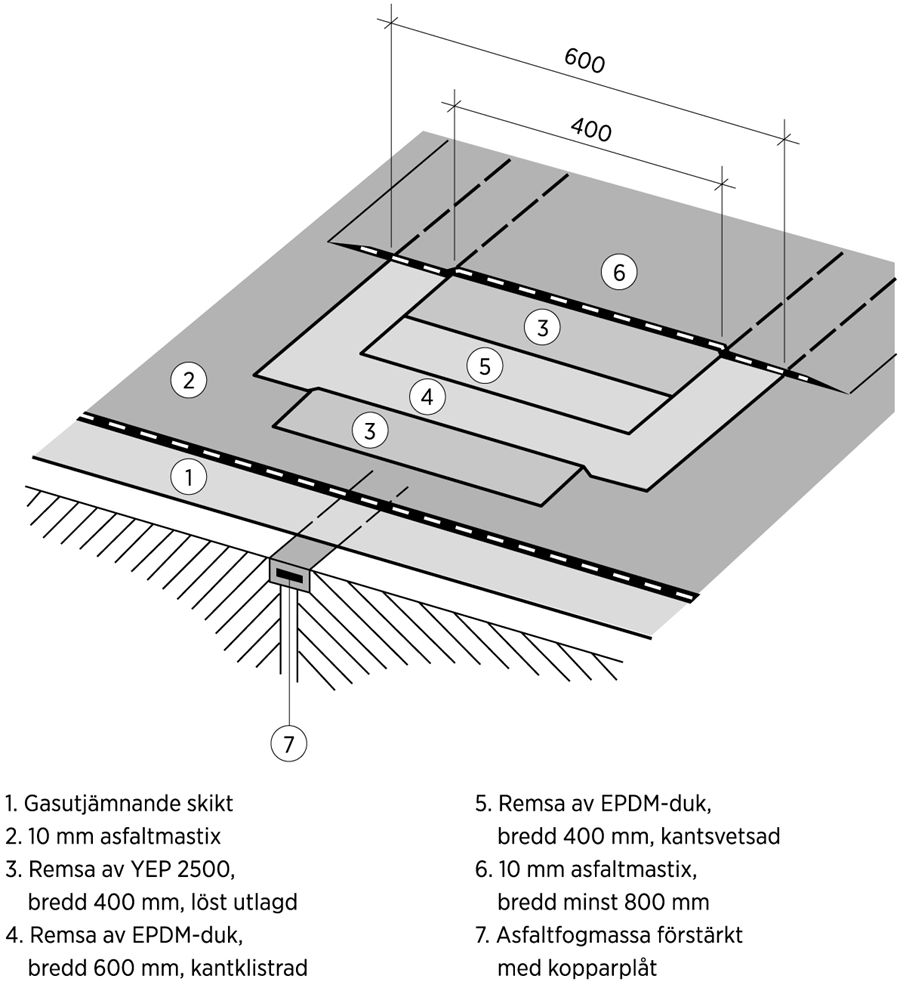 600
400
6
3
5
2
4
3
1
7
1. Gasutjämnande skikt
2. 10 mm asfaltmastix
3. Remsa av YEP 2500,
bredd 400 mm, löst utlagd
4. Remsa av EPDM-duk,
bredd 600 mm, kantklistrad
5. Remsa av EPDM-duk,
bredd 400 mm, kantsvetsad
6. 10 mm asfaltmastix,
bredd minst 800 mm
7. Asfaltfogmassa förstärkt
med kopparplåt